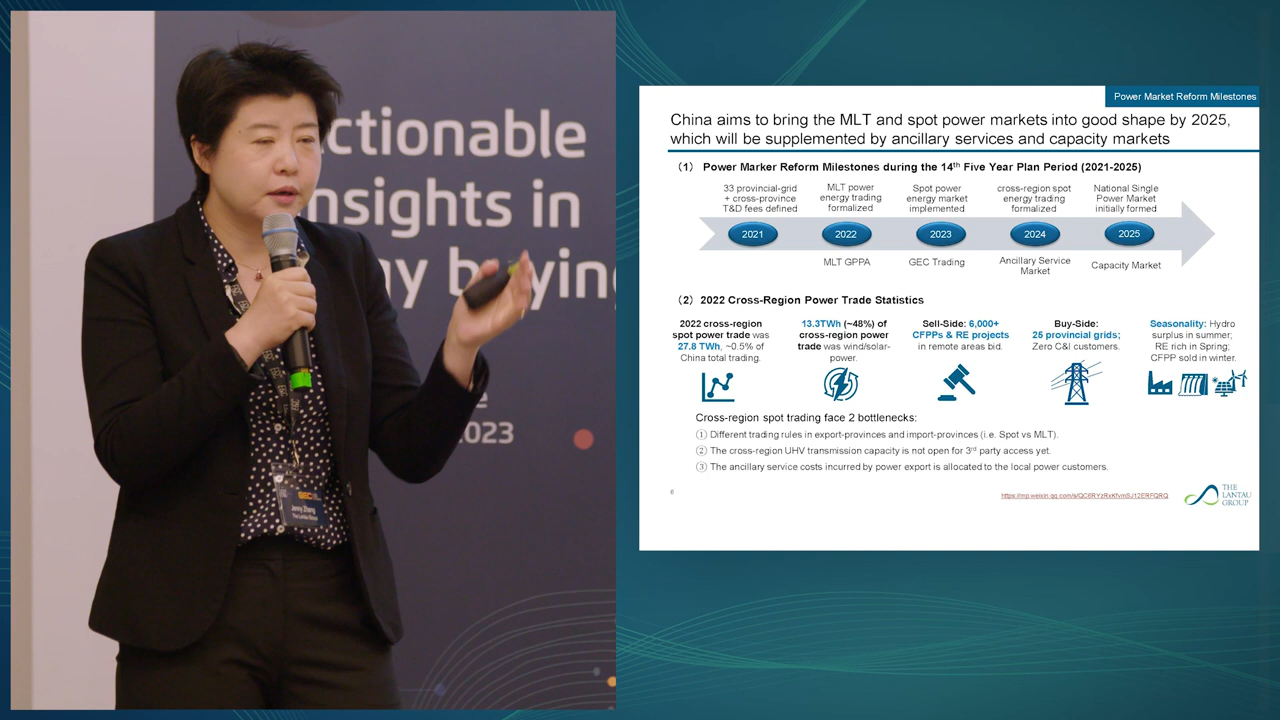 ctionable
nsights in
gy buying
2023
GEC
Jenny Zhang
The Lantau Group
Power Market Reform Milestones
China aims to bring the MLT and spot power markets into good shape by 2025,
which will be supplemented by ancillary services and capacity markets
（1） Power Marker Reform Milestones during the 14th Five Year Plan Period (2021-2025)
33 provincial-grid
+ cross-province
T&D fees defined
MLT power
energy trading
formalized
Spot power
energy market
implemented
cross-region spot
energy trading
formalized
National Single
Power Market
initially formed
2021
2022
2023
2024
2025
MLT GPPA
GEC Trading
Ancillary Service
Market
Capacity Market
（2）2022 Cross-Region Power Trade Statistics
2022 cross-region
spot power trade was
27.8 TWh, ~0.5% of
China total trading.
13.3TWh (~48%) of
cross-region power
trade was wind/solar-
power.
Sell-Side: 6,000+
CFPPs & RE projects
in remote areas bid.
Buy-Side:
25 provincial grids;
Zero C&I customers.
Seasonality: Hydro
surplus in summer;
RE rich in Spring;
CFPP sold in winter.
Cross-region spot trading face 2 bottlenecks:
① Different trading rules in export-provinces and import-provinces (i.e. Spot vs MLT).
② The cross-region UHV transmission capacity is not open for 3rd party access yet.
③ The ancillary service costs incurred by power export is allocated to the local power customers.
6
THE
LANTAU
GROUP